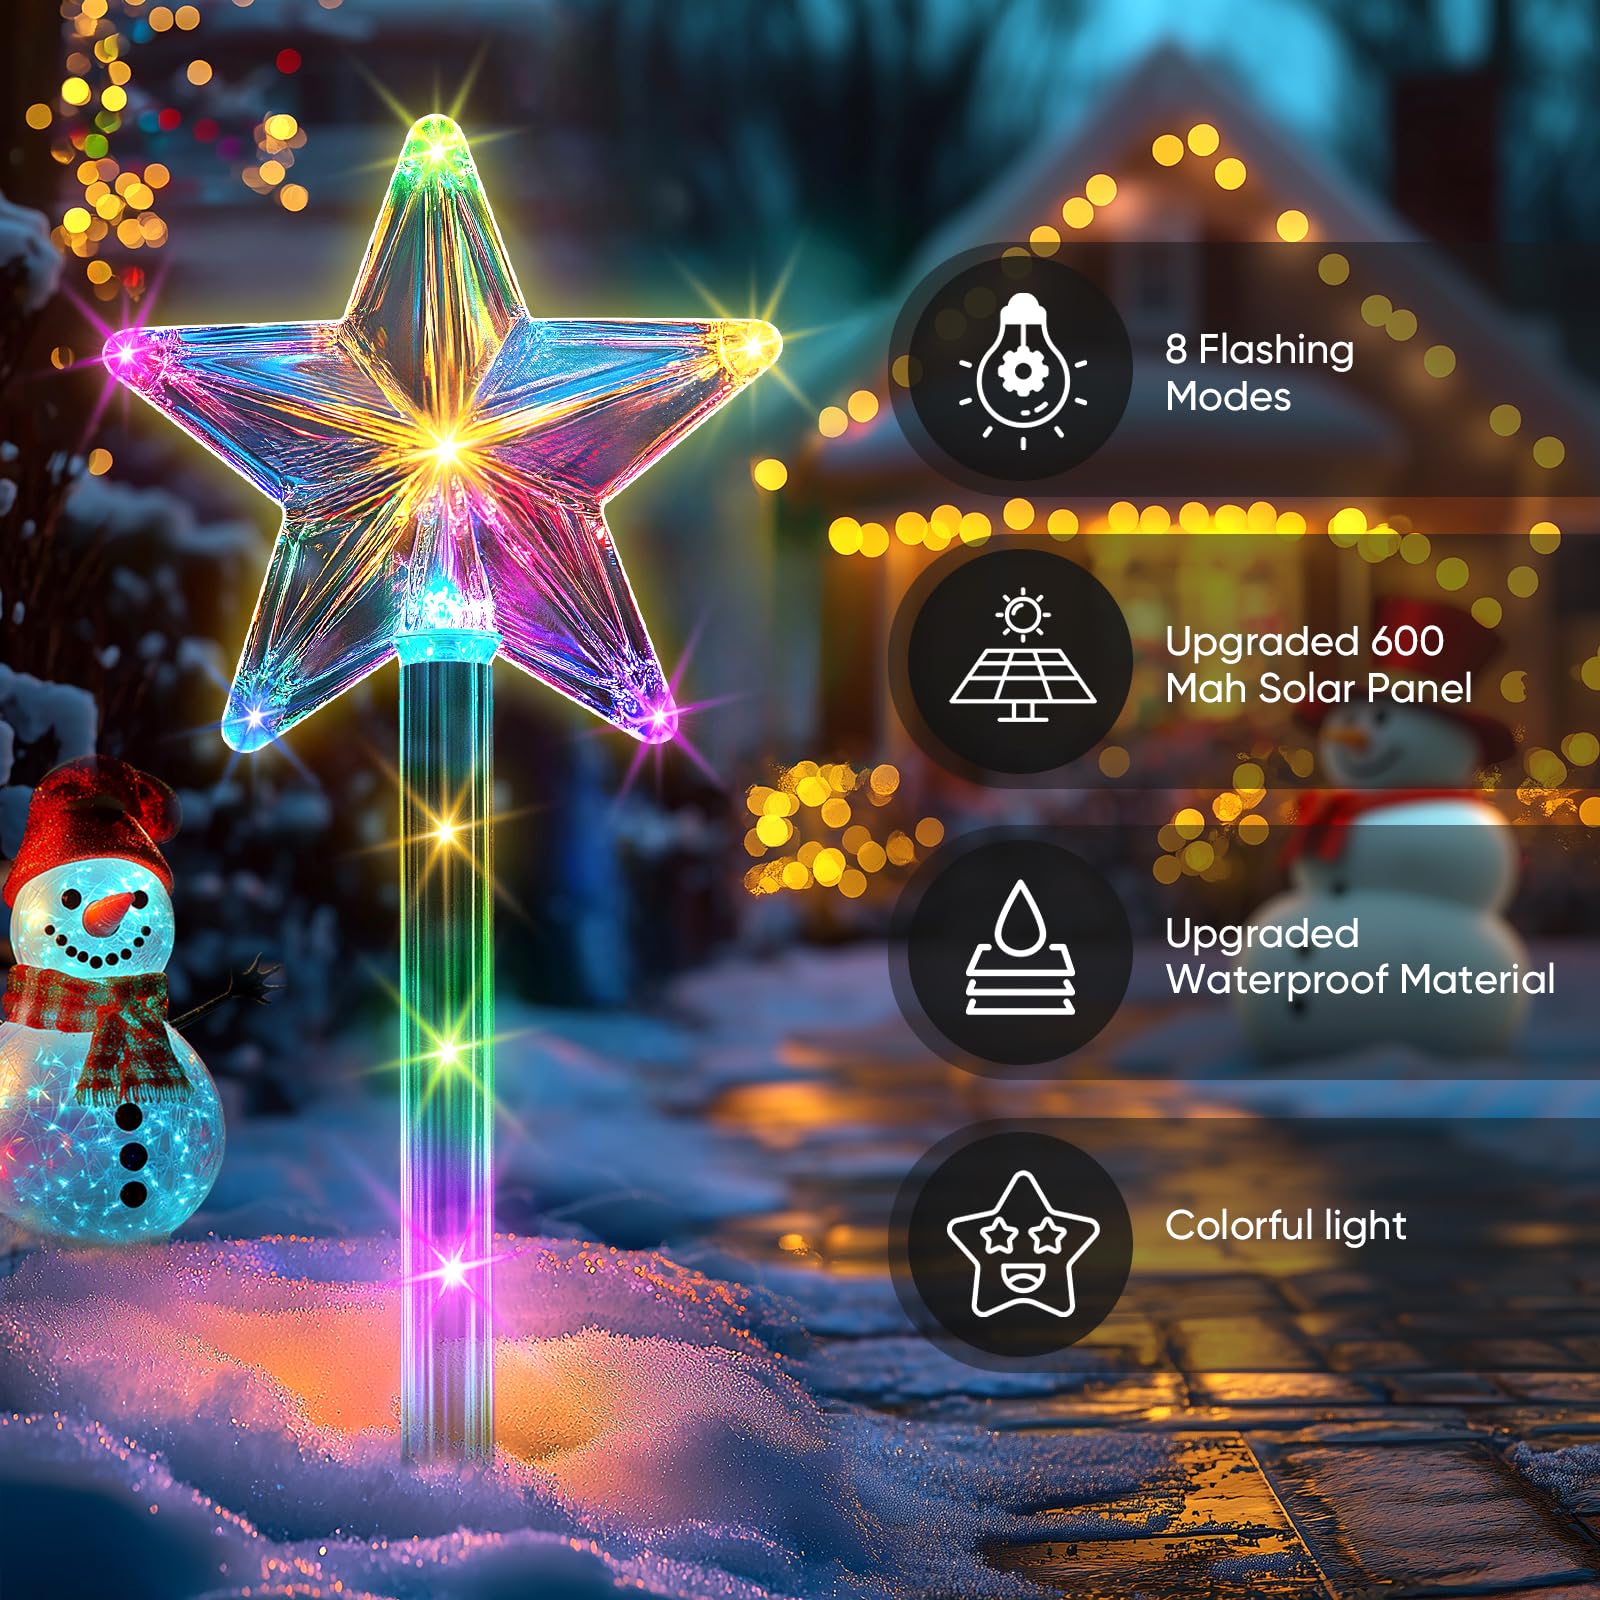 8 Flashing
Modes
Upgraded 600
Mah Solar Panel
Upgraded
Waterproof Material
Colorful light